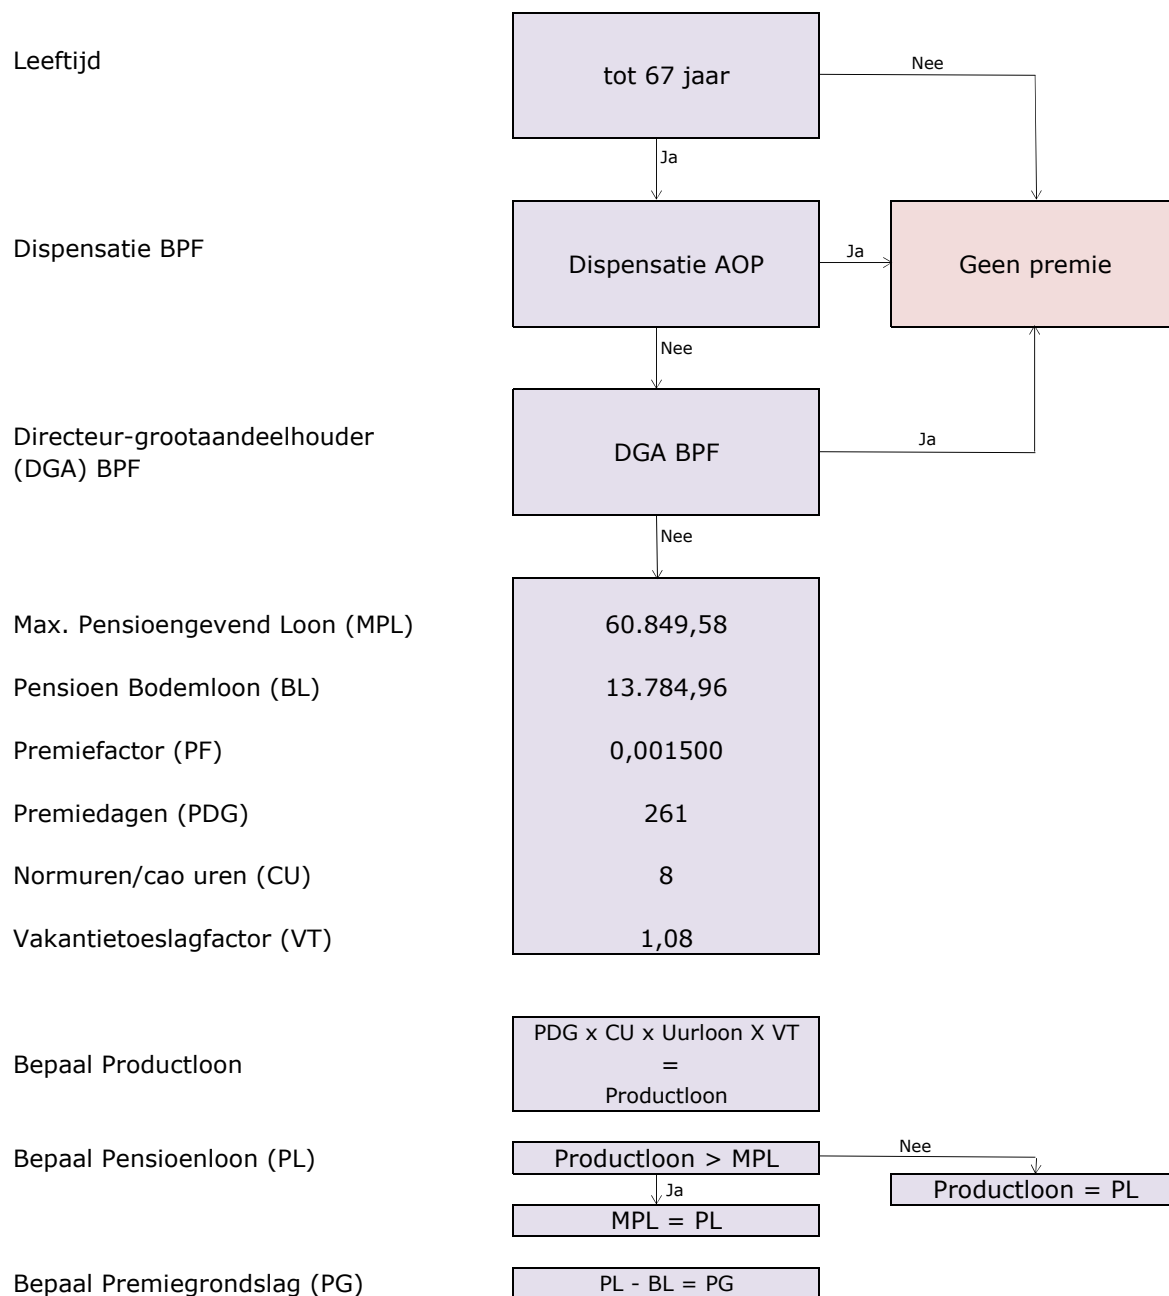 Leeftijd
tot 67 jaar
Nee
Ja
Dispensatie BPF
Dispensatie AOP
Ja
Geen premie
Nee
Directeur-grootaandeelhouder
(DGA) BPF
DGA BPF
Ja
Nee
Max. Pensioengevend Loon (MPL)
60.849,58
Pensioen Bodemloon (BL)
13.784,96
Premiefactor (PF)
0,001500
Premiedagen (PDG)
261
Normuren/cao uren (CU)
8
Vakantietoeslagfactor (VT)
1,08
Bepaal Productloon
PDG x CU x Uurloon X VT
=
Productloon
Bepaal Pensioenloon (PL)
Productloon > MPL
Nee
Productloon = PL
Ja
MPL = PL
Bepaal Premiegrondslag (PG)
PL - BL = PG